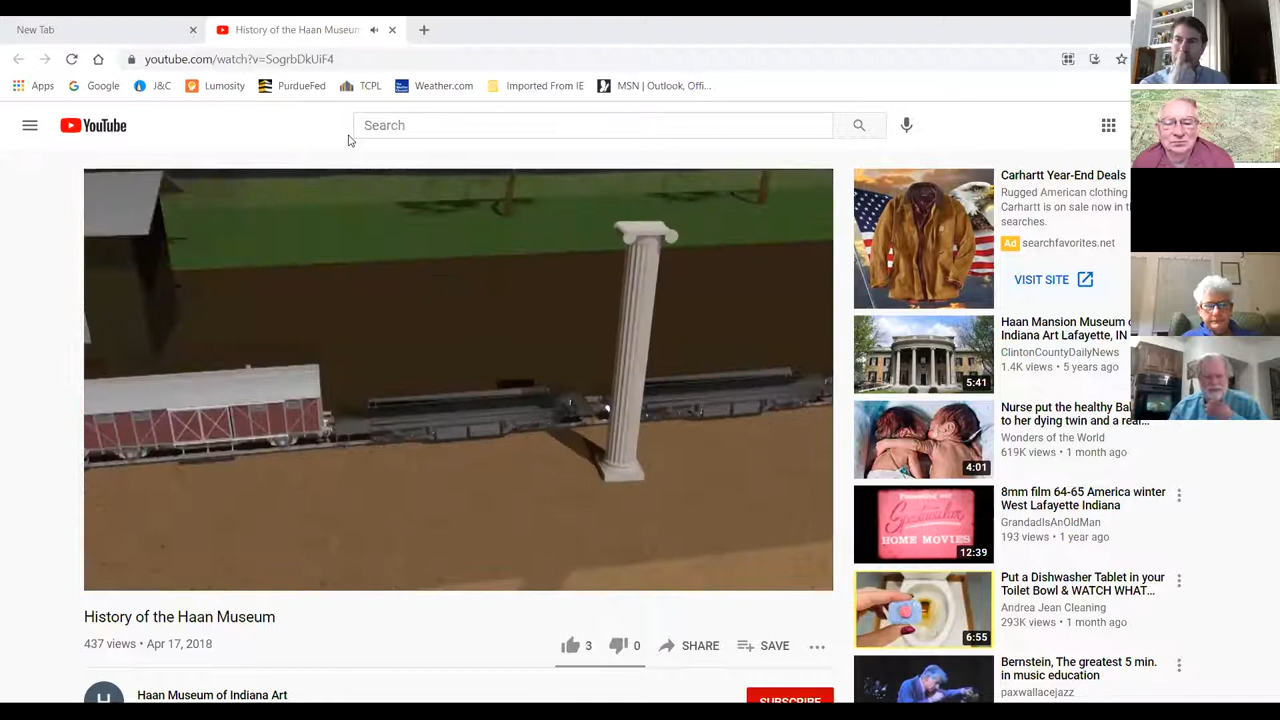 New Tab
History of the Haan Museum
youtube.com/watch?v=SogrbDkUiF4
Apps
Google
J&C
Lumosity
PurdueFed
TCPL
Weather.com
Imported From IE
MSN | Outlook, Offi...
YouTube
Search
Carhartt Year-End Deals
Rugged American clothing
Carhartt is on sale now in th
searches.
Ad searchfavorites.net
VISIT SITE
Haan Mansion Museum
Indiana Art Lafayette, IN
ClintonCountyDailyNews
1.4K views • 5 years ago
5:41
Nurse put the healthy Bab
to her dying twin and a real...
Wonders of the World
619K views • 1 month ago
4:01
8mm film 64-65 America winter
West Lafayette Indiana
GrandadIsAnOldMan
193 views • 1 year ago
Spectacular
HOME MOVIES
12:39
Put a Dishwasher Tablet in your
Toilet Bowl & WATCH WHAT...
Andrea Jean Cleaning
293K views • 1 month ago
6:55
Bernstein, The greatest 5 min.
in music education
paxwallacejazz
History of the Haan Museum
437 views • Apr 17, 2018
3
0
SHARE
SAVE
H
Haan Museum of Indiana Art
SUBSCRIBE